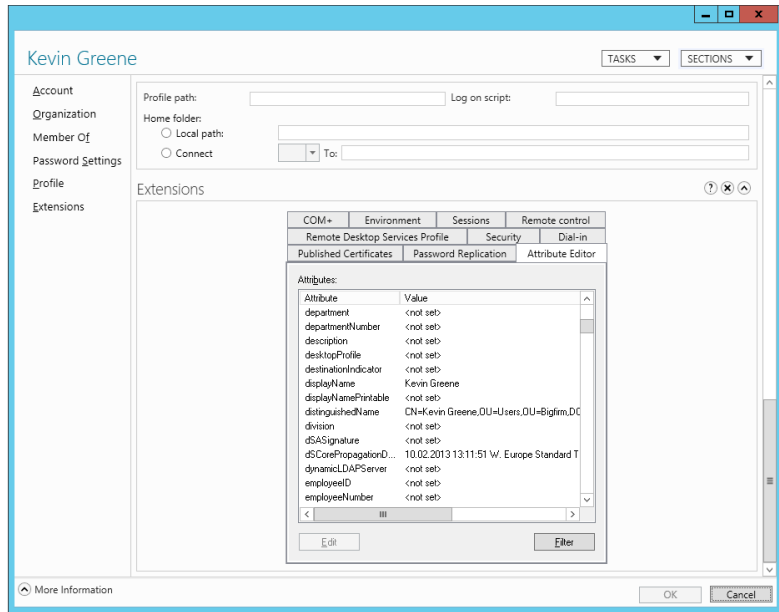 Kevin Greene
TASKS
SECTIONS
Account
Organization
Member Of
Password Settings
Profile
Extensions
Profile path:
Log on script:
Home folder:
Local path:
Connect
To:
Extensions
COM+
Environment
Sessions
Remote control
Remote Desktop Services Profile
Security
Dial-in
Published Certificates
Password Replication
Attribute Editor
Attributes:
Attribute Value
department <not set>
departmentNumber <not set>
description <not set>
desktopProfile <not set>
destinationIndicator <not set>
displayName Kevin Greene
displayNamePrintable <not set>
distinguishedName CN=Kevin Greene,OU=Users,OU=Bigfirm,DC
division <not set>
dSASignature <not set>
dSCorePropagationD... 10.02.2013 13:11:51 W. Europe Standard T
dynamicLDAPServer <not set>
employeeID <not set>
employeeNumber <not set>
Edit
Filter
More Information
OK
Cancel